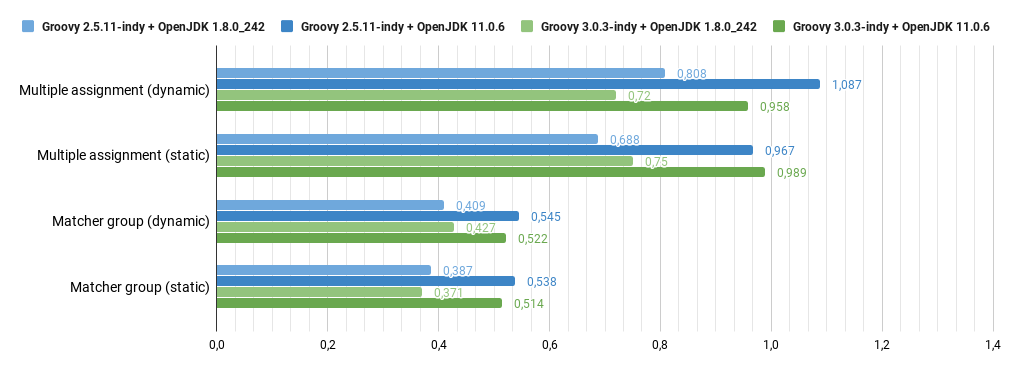 Groovy 2.5.11-indy + OpenJDK 1.8.0_242 Groovy 2.5.11-indy + OpenJDK 11.0.6 Groovy 3.0.3-indy + OpenJDK 1.8.0_242 Groovy 3.0.3-indy + OpenJDK 11.0.6
Multiple assignment (dynamic)
0,808
1,087
0,72
0,958
Multiple assignment (static)
0,688
0,967
0,75
0,989
Matcher group (dynamic)
0,409
0,545
0,427
0,522
Matcher group (static)
0,387
0,538
0,371
0,514
0,0 0,2 0,4 0,6 0,8 1,0 1,2 1,4